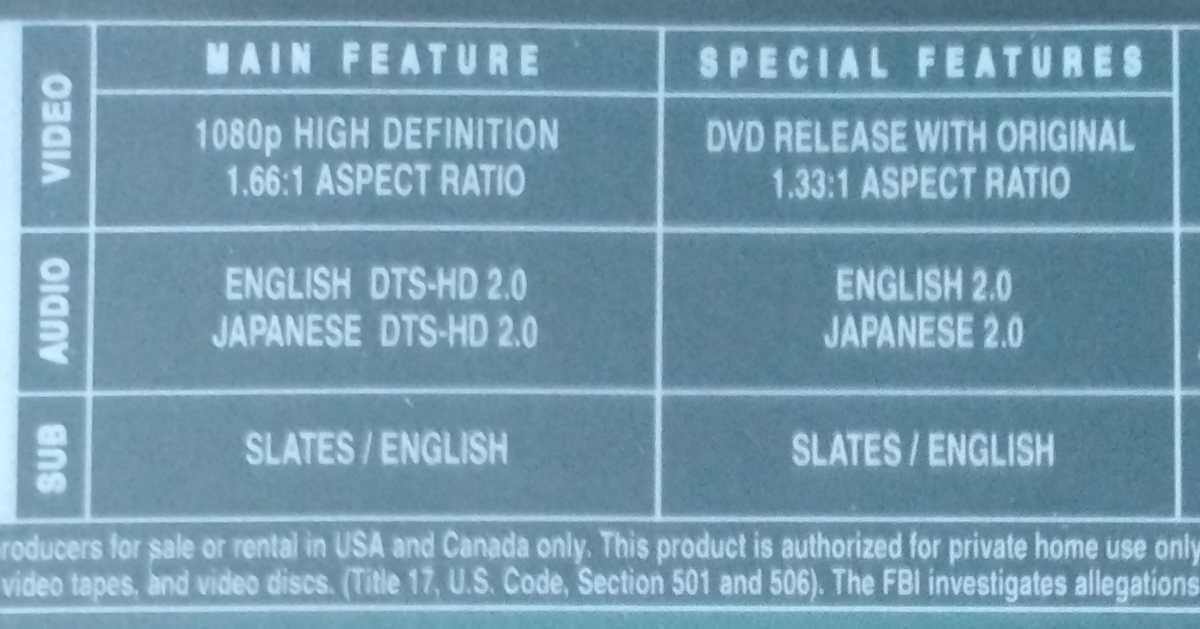 MAIN FEATURE
SPECIAL FEATURES
VIDEO
1080p HIGH DEFINITION
1.66:1 ASPECT RATIO
DVD RELEASE WITH ORIGINAL
1.33:1 ASPECT RATIO
AUDIO
ENGLISH DTS-HD 2.0
JAPANESE DTS-HD 2.0
ENGLISH 2.0
JAPANESE 2.0
SUB
SLATES / ENGLISH
SLATES / ENGLISH
roducers for sale or rental in USA and Canada only. This product is authorized for private home use only
video tapes, and video discs. (Title 17, U.S. Code, Section 501 and 506). The FBI investigates allegations